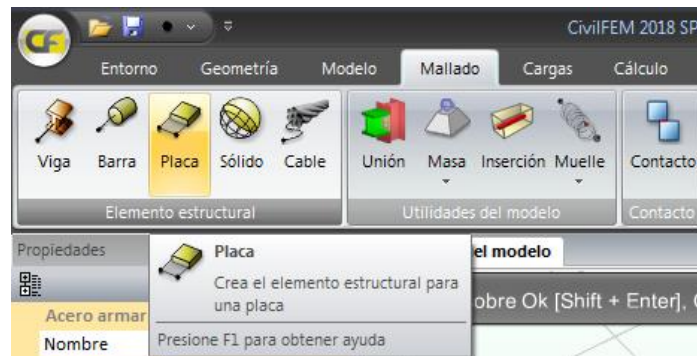 CF
CivilFEM 2018 SP
Entorno Geometría Modelo Mallado Cargas Cálculo
Viga Barra Placa Sólido Cable Unión Masa Inserción Muelle Contacto
Elemento estructural Utilidades del modelo Contacto
Propiedades
el modelo
Placa
Crea el elemento estructural para
una placa
obre Ok [Shift + Enter],
Acero armar
Nombre
Presione F1 para obtener ayuda